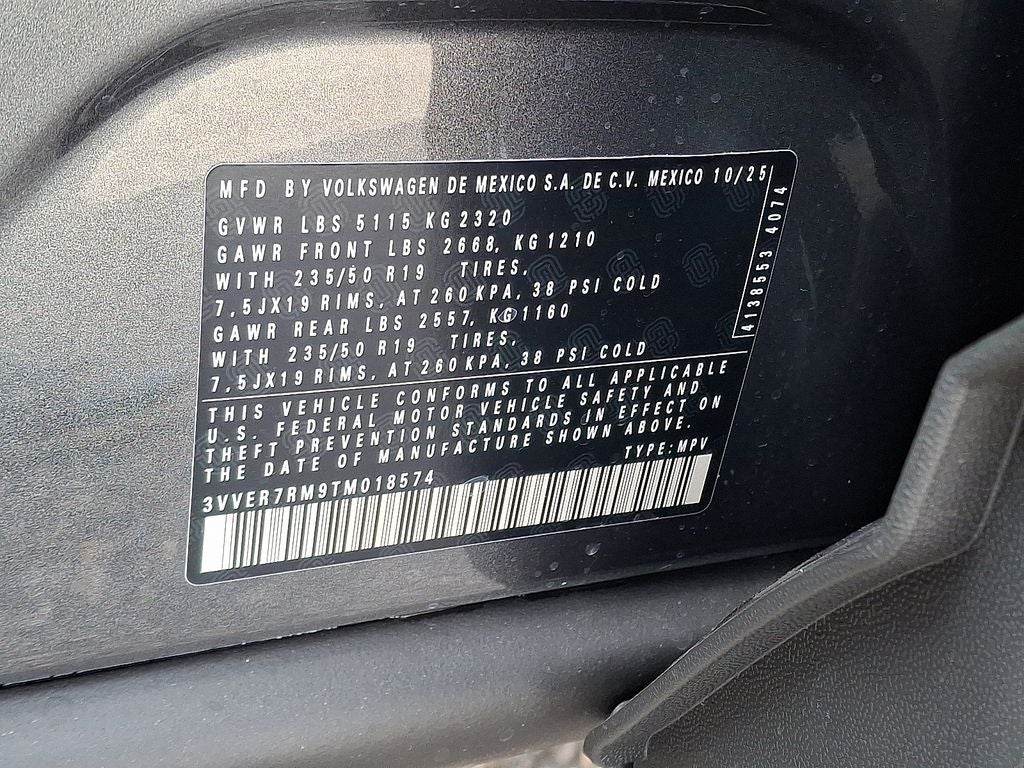 MFD BY VOLKSWAGEN DE MEXICO S.A. DE C.V. MEXICO 10/25
GVWR LBS 5115 KG 2320
GAWR FRONT LBS 2668, KG 1210
WITH 235/50 R19 TIRES,
7,5JX19 RIMS, AT 260 KPA, 38 PSI COLD
GAWR REAR LBS 2557, KG 1160
WITH 235/50 R19 TIRES,
7,5JX19 RIMS, AT 260 KPA, 38 PSI COLD
4138553 4074
THIS VEHICLE CONFORMS TO ALL APPLICABLE
U.S. FEDERAL MOTOR VEHICLE SAFETY AND
THEFT PREVENTION STANDARDS IN EFFECT ON
THE DATE OF MANUFACTURE SHOWN ABOVE.
TYPE: MPV
3VVER7RM9TM018574